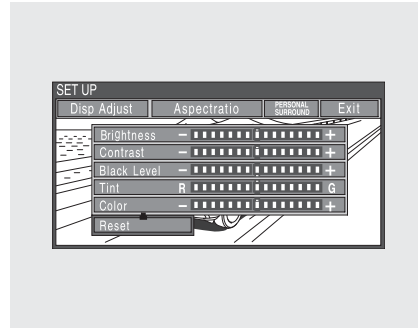 SET UP
Disp Adjust Aspectratio PERSONAL SURROUND Exit
Brightness − +
Contrast − +
Black Level − +
Tint R G
Color − +
Reset